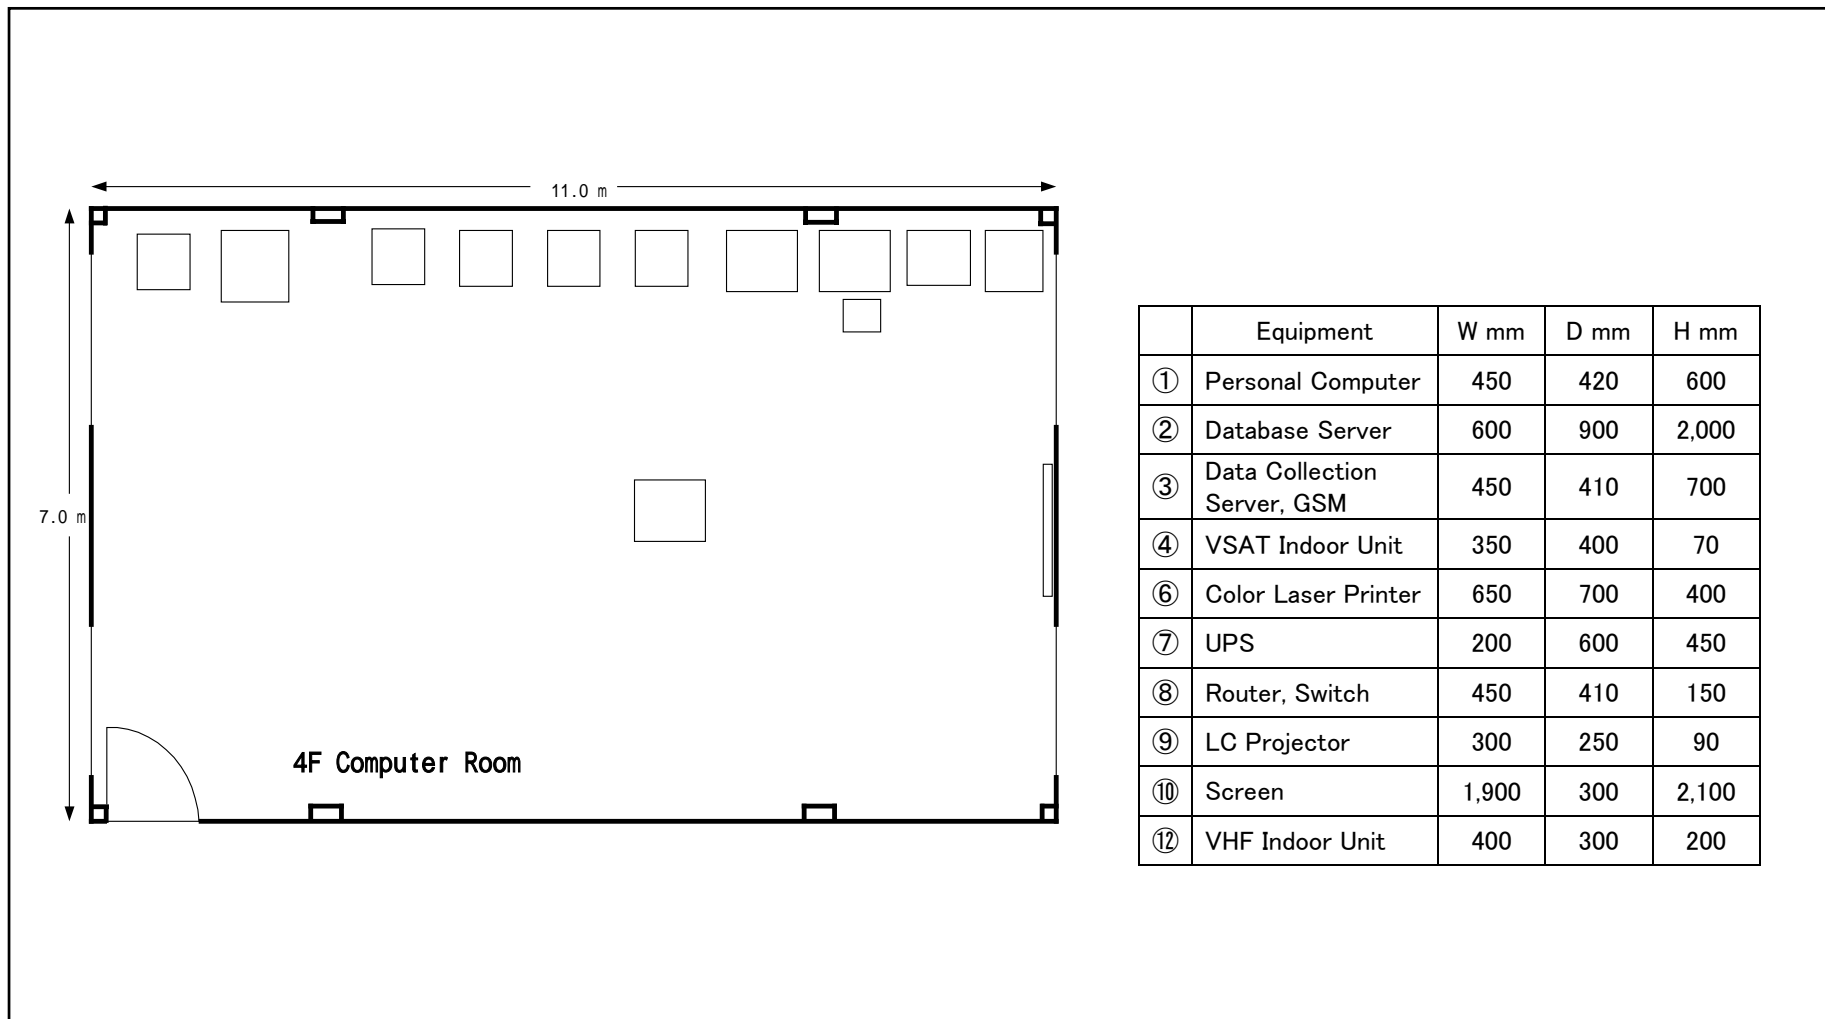 11.0 m
7.0 m
4F Computer Room
Equipment W mm D mm H mm
① Personal Computer 450 420 600
② Database Server 600 900 2,000
③ Data Collection
Server, GSM 450 410 700
④ VSAT Indoor Unit 350 400 70
⑥ Color Laser Printer 650 700 400
⑦ UPS 200 600 450
⑧ Router, Switch 450 410 150
⑨ LC Projector 300 250 90
⑩ Screen 1,900 300 2,100
⑫ VHF Indoor Unit 400 300 200